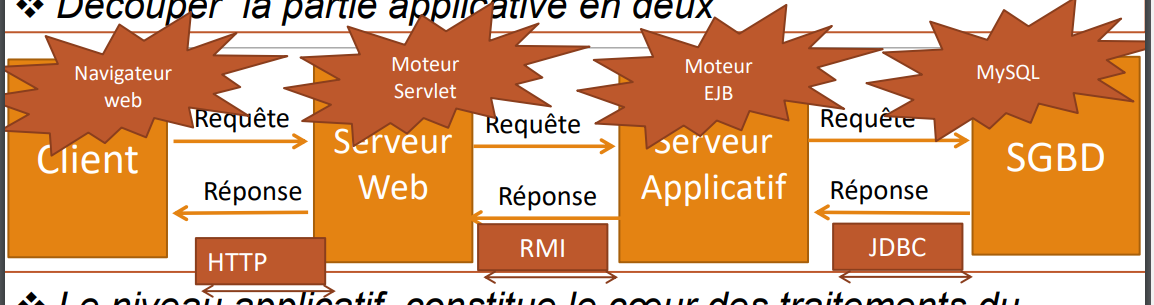 ❖ Découper la partie applicative en deux
Navigateur
web
Moteur
Servlet
Moteur
EJB
MySQL
Requête
Requête
Requête
Client
Serveur
Web
Serveur
Applicatif
SGBD
Réponse
Réponse
Réponse
HTTP
RMI
JDBC
❖ Le niveau applicatif constitue le cœur des traitements du